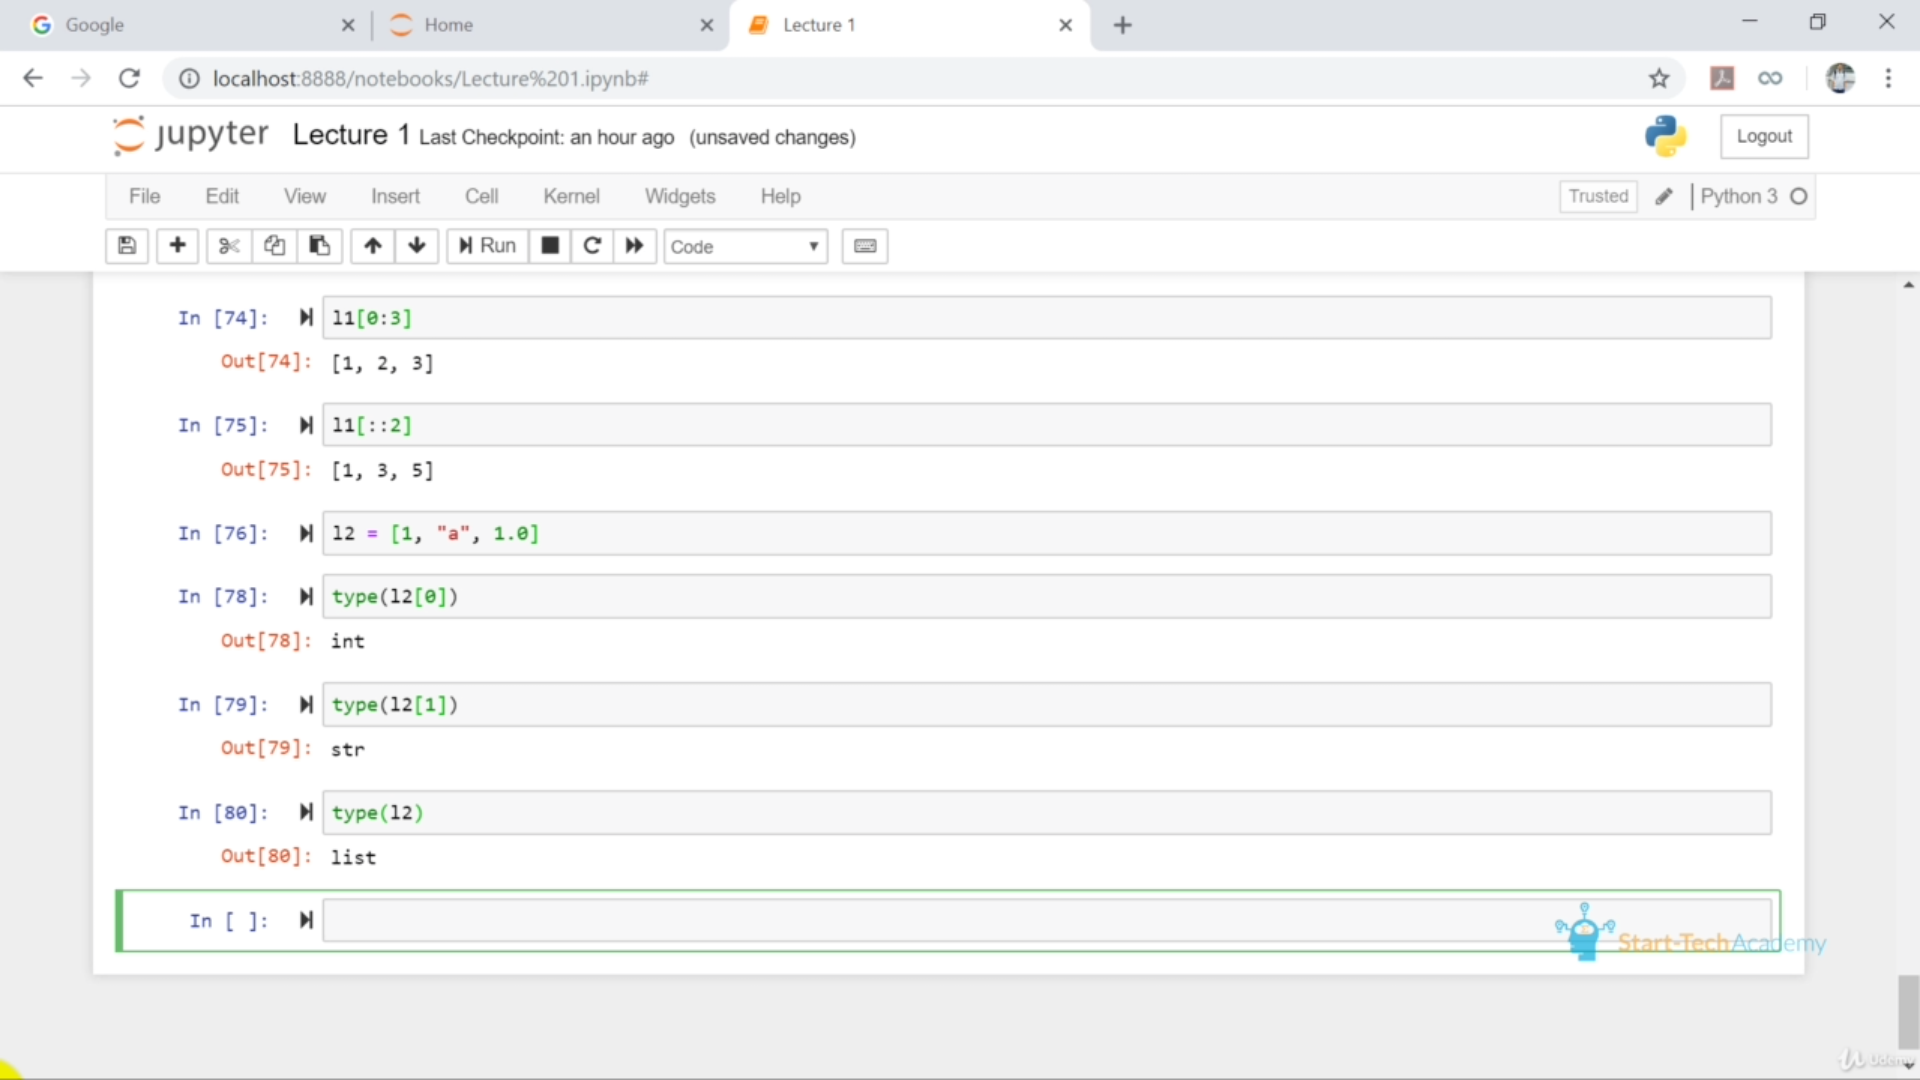 Google
Home
Lecture 1
localhost:8888/notebooks/Lecture%201.ipynb#
jupyter Lecture 1 Last Checkpoint: an hour ago (unsaved changes)
Logout
File Edit View Insert Cell Kernel Widgets Help
Trusted
Python 3
Run
Code
In [74]: l1[0:3]
Out[74]: [1, 2, 3]
In [75]: l1[::2]
Out[75]: [1, 3, 5]
In [76]: l2 = [1, "a", 1.0]
In [78]: type(l2[0])
Out[78]: int
In [79]: type(l2[1])
Out[79]: str
In [80]: type(l2)
Out[80]: list
In [ ]:
Start-Tech Academy
Udemy